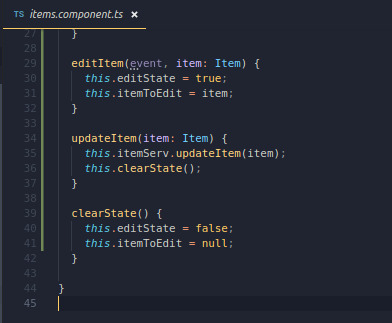 TS items.component.ts ×
27 }
28
29 editItem(event, item: Item) {
30 this.editState = true;
31 this.itemToEdit = item;
32 }
33
34 updateItem(item: Item) {
35 this.itemServ.updateItem(item);
36 this.clearState();
37 }
38
39 clearState() {
40 this.editState = false;
41 this.itemToEdit = null;
42 }
43
44 }
45